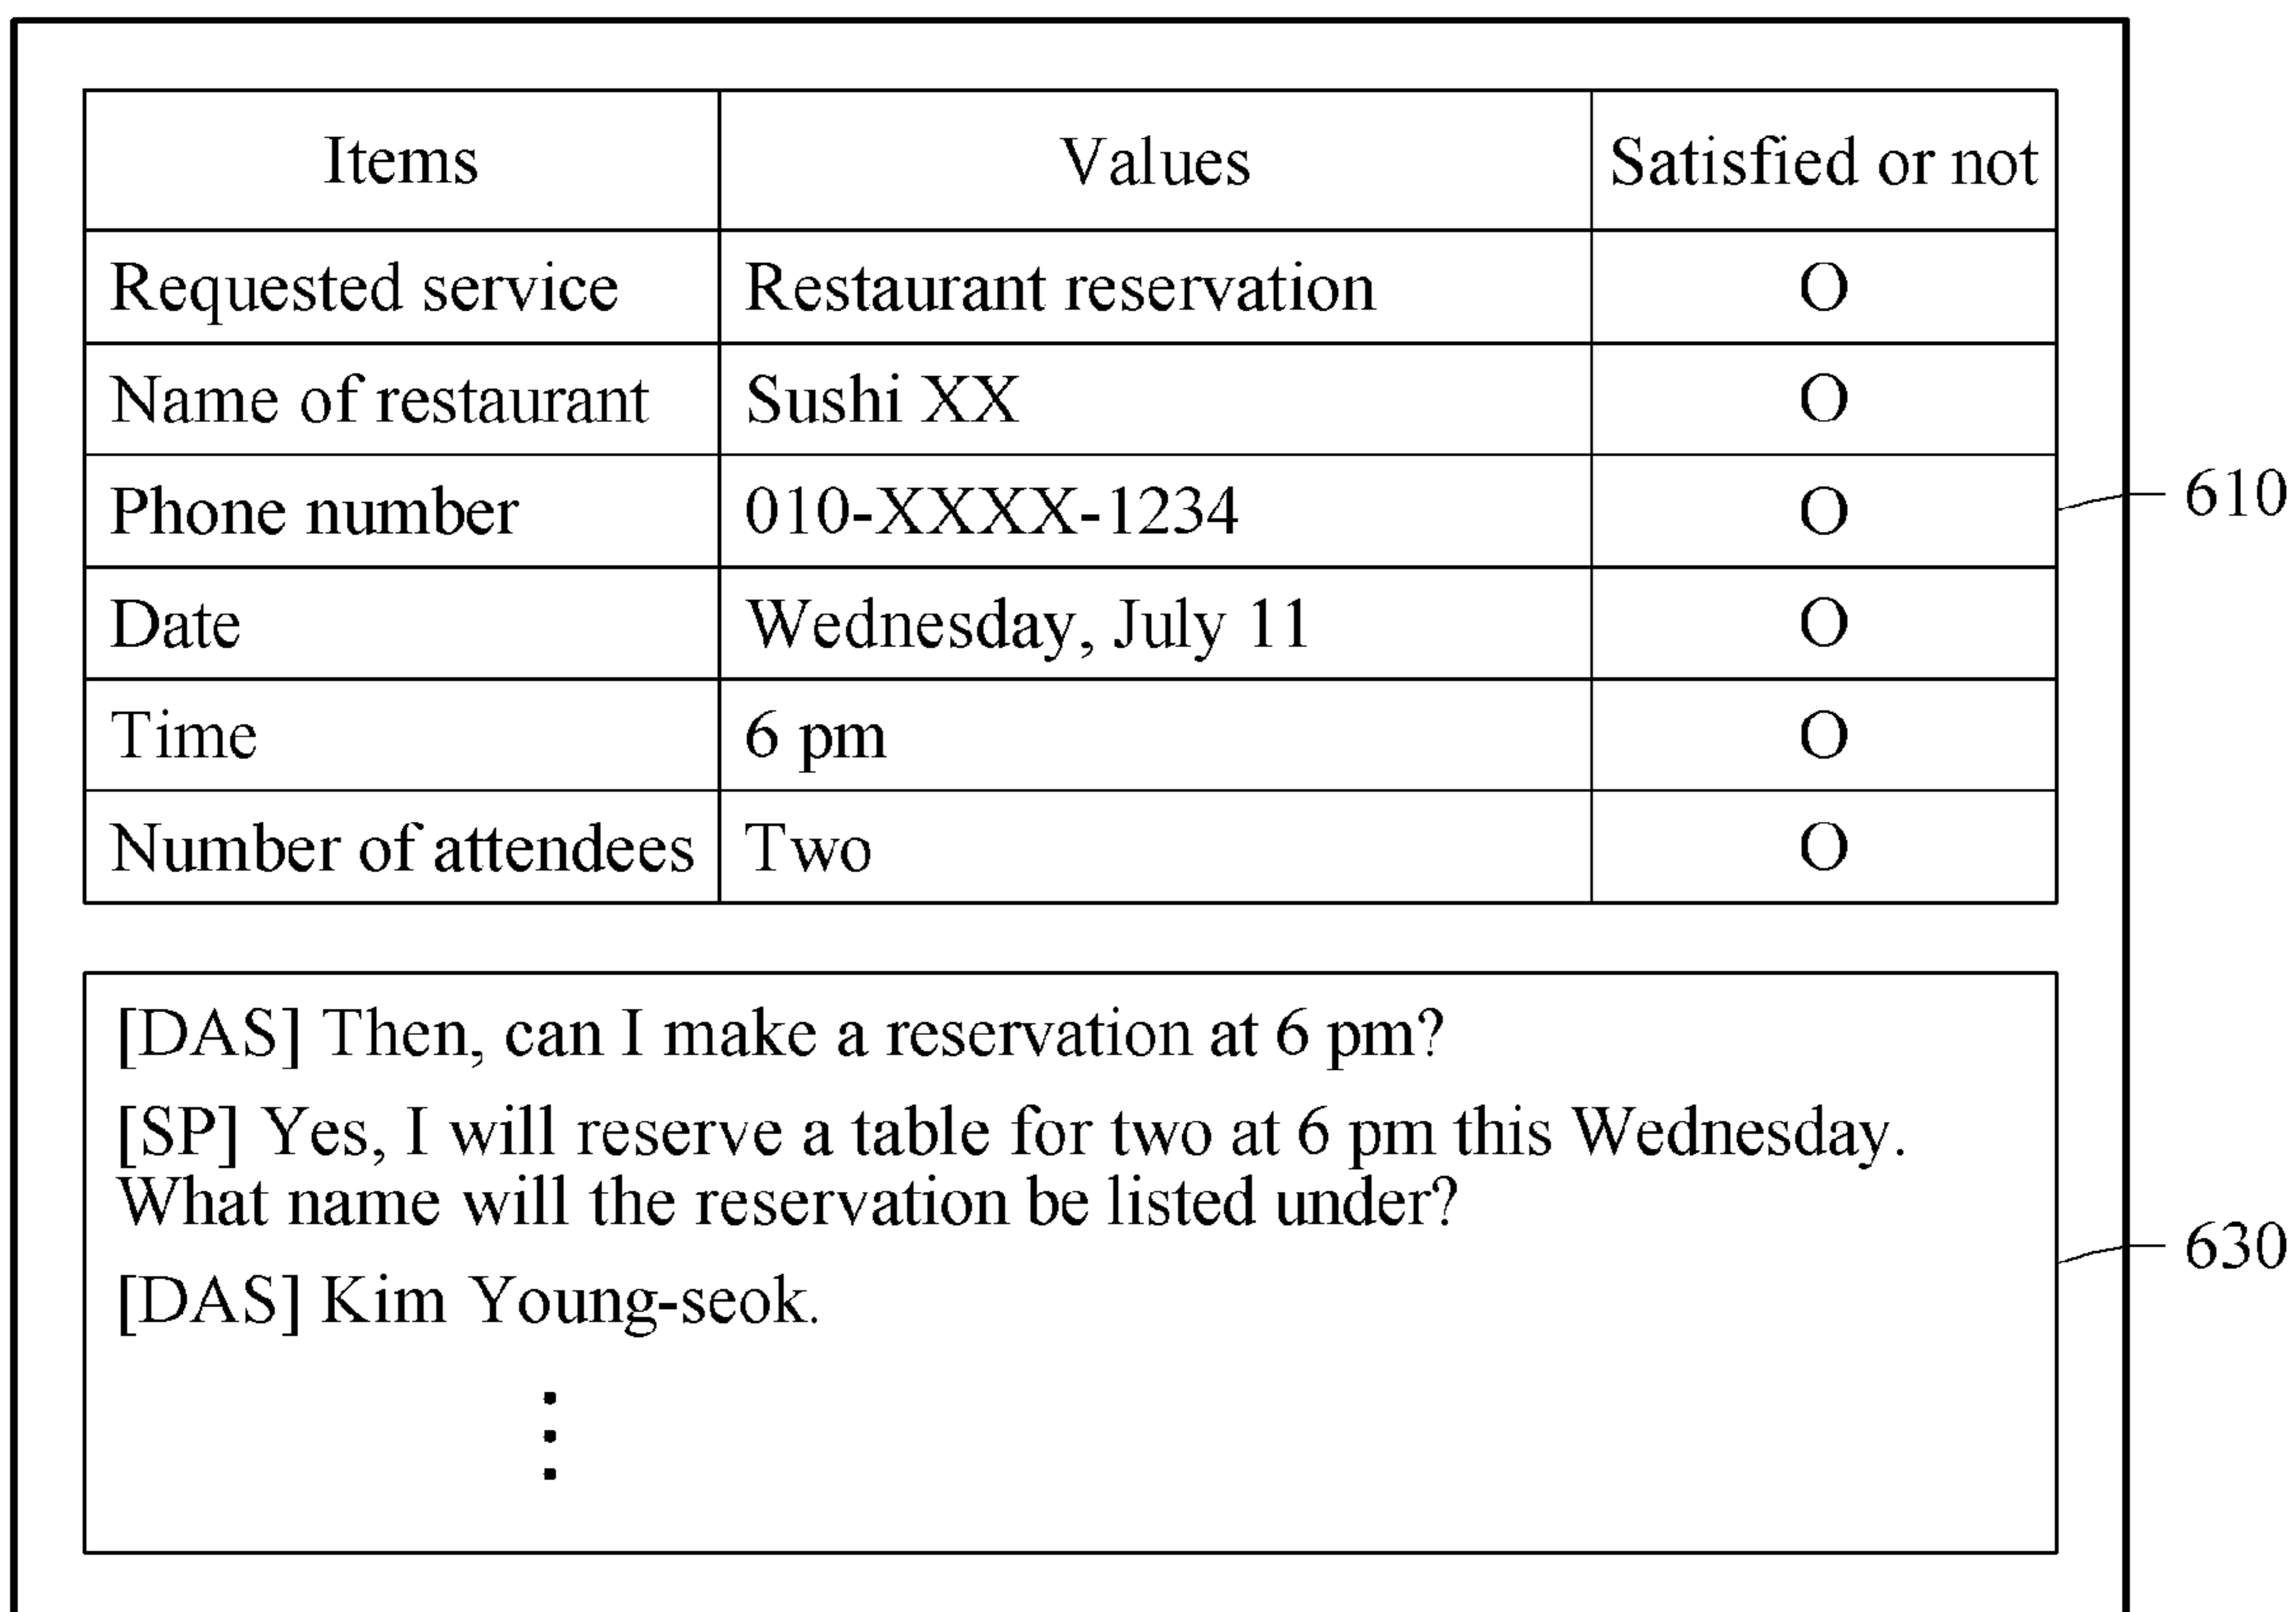 Items Values Satisfied or not
Requested service Restaurant reservation O
Name of restaurant Sushi XX O
Phone number 010-XXXX-1234 O
610
Date Wednesday, July 11 O
Time 6 pm O
Number of attendees Two O
[DAS] Then, can I make a reservation at 6 pm?
[SP] Yes, I will reserve a table for two at 6 pm this Wednesday.
What name will the reservation be listed under?
630
[DAS] Kim Young-seok.